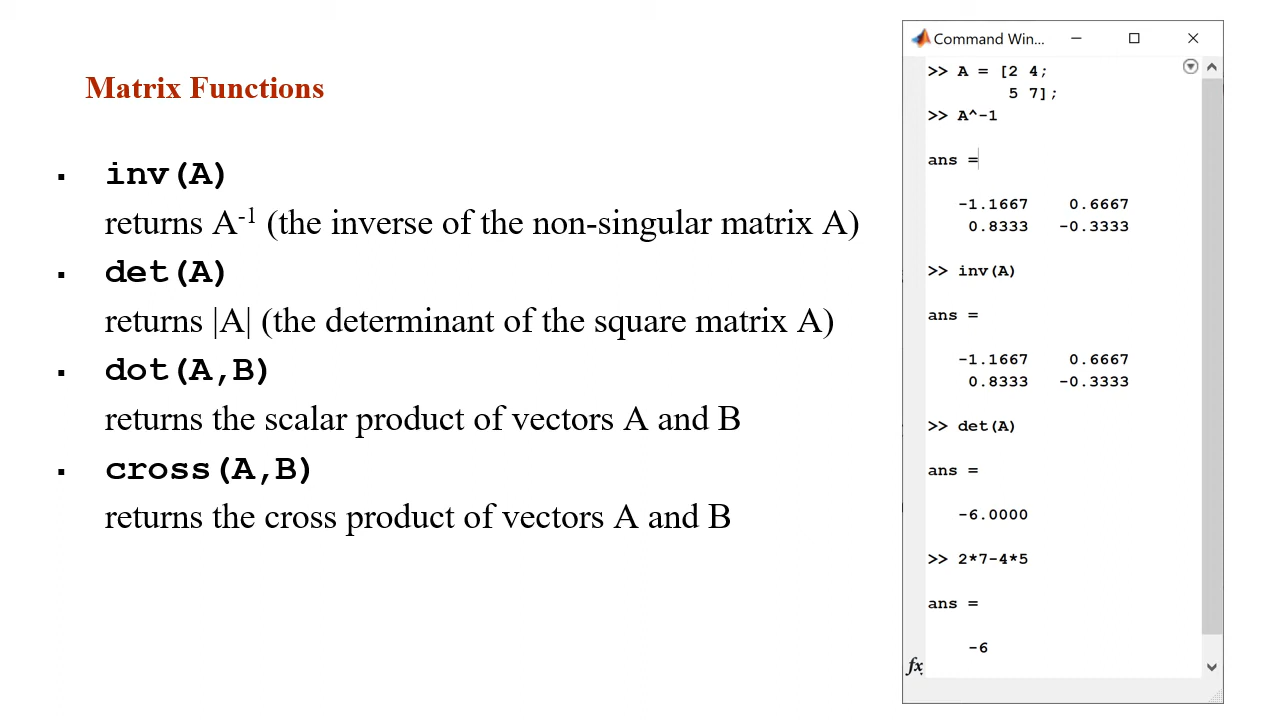 Matrix Functions
▪ inv(A)
returns A-1 (the inverse of the non-singular matrix A)
▪ det(A)
returns |A| (the determinant of the square matrix A)
▪ dot(A,B)
returns the scalar product of vectors A and B
▪ cross(A,B)
returns the cross product of vectors A and B
Command Win...
>> A = [2 4;
5 7];
>> A^-1
ans =
-1.1667 0.6667
0.8333 -0.3333
>> inv(A)
ans =
-1.1667 0.6667
0.8333 -0.3333
>> det(A)
ans =
-6.0000
>> 2*7-4*5
ans =
-6
fx